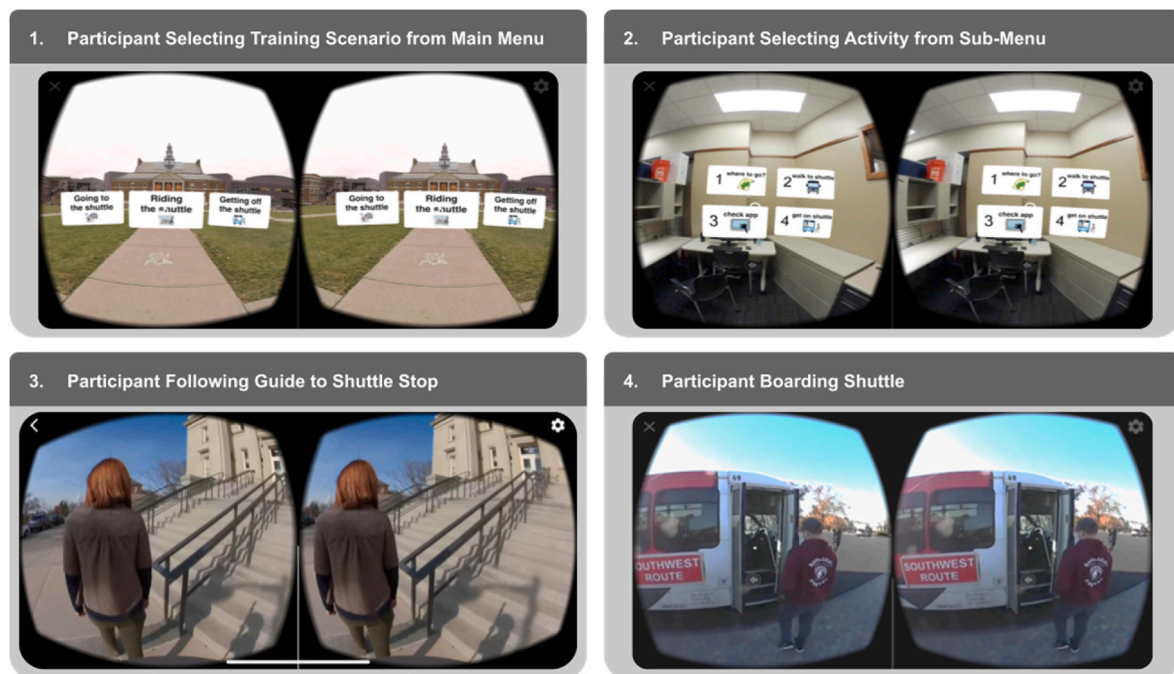 1. Participant Selecting Training Scenario from Main Menu
Going to
the shuttle
Riding
the shuttle
Getting off
the shuttle
Going to
the shuttle
Riding
the shuttle
Getting off
the shuttle
2. Participant Selecting Activity from Sub-Menu
1 where to go?
2 walk to shuttle
3 check app
4 get on shuttle
1 where to go?
2 walk to shuttle
3 check app
4 get on shuttle
3. Participant Following Guide to Shuttle Stop
4. Participant Boarding Shuttle
49
OUTHWEST
ROUTE
49
SOUTHWEST
ROUTE